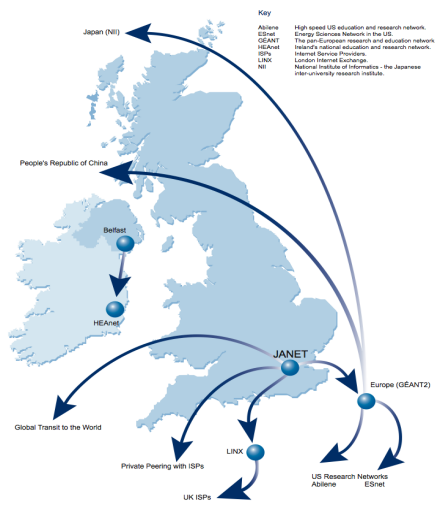 Key
Abilene High speed US education and research network.
ESnet Energy Sciences Network in the US.
GÉANT The pan-European research and education network
HEAnet Ireland's national education and research network.
ISPs Internet Service Providers,
LINX London Internet Exchange.
NII National Institute of Informatics - the Japanese
inter-university research institute.
Japan (NII)
People's Republic of China
Belfast
HEAnet
JANET
Europe (GÉANT2)
Global Transit to the World
LINX
Private Peering with ISPs
US Research Networks
Abilene ESnet
UK ISPs